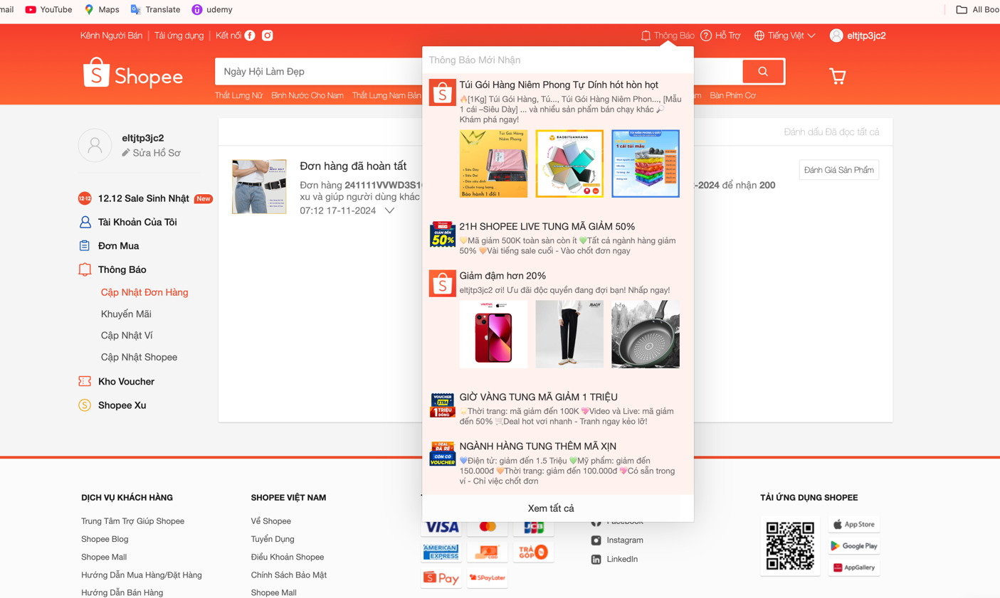 mail YouTube Maps Translate udemy All Boo
Kênh Người Bán Tải ứng dụng Kết nối Thông Báo Hỗ Trợ Tiếng Việt eltjtp3jc2
Thông Báo Mới Nhận
Shopee
Ngày Hội Làm Đẹp
Thắt Lưng Nữ Bình Nước Cho Nam Thắt Lưng Nam Bản Bàn Phím Cơ
Túi Gói Hàng Niêm Phong Tự Dính hót hòn họt
🔥[1Kg] Túi Gói Hàng, Tú..., Túi Gói Hàng Niêm Phon..., [Mẫu
1 cái –Siêu Dày] ... và nhiều sản phẩm bán chạy khác 🔎
Khám phá ngay!
Túi Gói Hàng
Niêm Phong
Siêu Dày
Siêu Dai
Bảo hành 1 đổi 1
BAOBITUANHANG
1 cái túi mẫu
21H SHOPEE LIVE TUNG MÃ GIẢM 50%
💛Mã giảm 500K toàn sàn còn ít 💚Tất cả ngành hàng giảm
50% 🧡Vài tiếng sale cuối - Vào chốt đơn ngay
GIẢM ĐẾN
50%
Giảm đậm hơn 20%
eltjtp3jc2 ơi! Ưu đãi độc quyền đang đợi bạn! Nhấp ngay!
viettel
JBAGY
bdo
GIỜ VÀNG TUNG MÃ GIẢM 1 TRIỆU
⭐Thời trang: mã giảm đến 100K 💖Video và Live: mã giảm
đến 50% 🛒Deal hot vơi nhanh - Tranh ngay kẻo lỡ!
VOUCHER
XTRA
1 TRIỆU
ĐỒNG
NGÀNH HÀNG TUNG THÊM MÃ XỊN
💙Điện tử: giảm đến 1.5 Triệu 💚Mỹ phẩm: giảm đến
150.000đ 🧡Thời trang: giảm đến 100.000đ 💖Có sẵn trong
ví - Chỉ việc chốt đơn
DEAL
ĐÃ RẺ
CÒN CÓ
VOUCHER
Xem tất cả
eltjtp3jc2
Sửa Hồ Sơ
12.12 12.12 Sale Sinh Nhật New
Tài Khoản Của Tôi
Đơn Mua
Thông Báo
Cập Nhật Đơn Hàng
Khuyến Mãi
Cập Nhật Ví
Cập Nhật Shopee
Kho Voucher
Shopee Xu
Đánh dấu Đã đọc tất cả
Đơn hàng đã hoàn tất
Đánh Giá Sản Phẩm
Đơn hàng 241111VVWD3S1 -2024 để nhận 200
xu và giúp người dùng khác
07:12 17-11-2024
DỊCH VỤ KHÁCH HÀNG
Trung Tâm Trợ Giúp Shopee
Shopee Blog
Shopee Mall
Hướng Dẫn Mua Hàng/Đặt Hàng
Hướng Dẫn Bán Hàng
SHOPEE VIỆT NAM
Về Shopee
Tuyển Dụng
Điều Khoản Shopee
Chính Sách Bảo Mật
Shopee Mall
VISA JCB
AMERICAN EXPRESS COD TRẢ GÓP
Pay SPayLater
Facebook
Instagram
LinkedIn
TẢI ỨNG DỤNG SHOPEE
App Store
Google Play
AppGallery